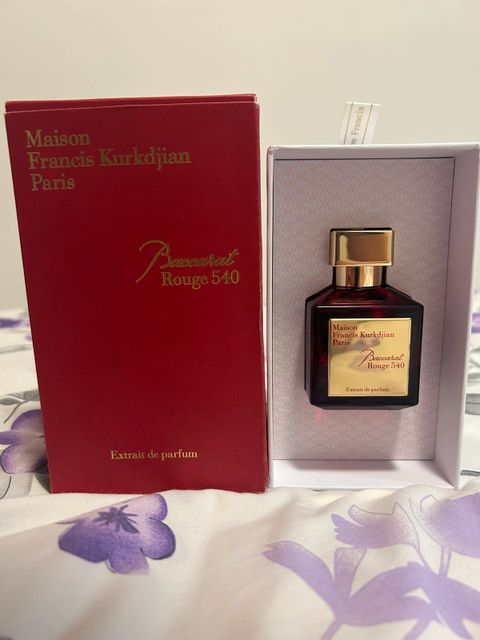 Maison
Francis Kurkdjian
Paris
Baccarat
Rouge 540
Extrait de parfum
Francis
Maison
Francis Kurkdjian
Paris
Baccarat
Rouge 540
Extrait de parfum